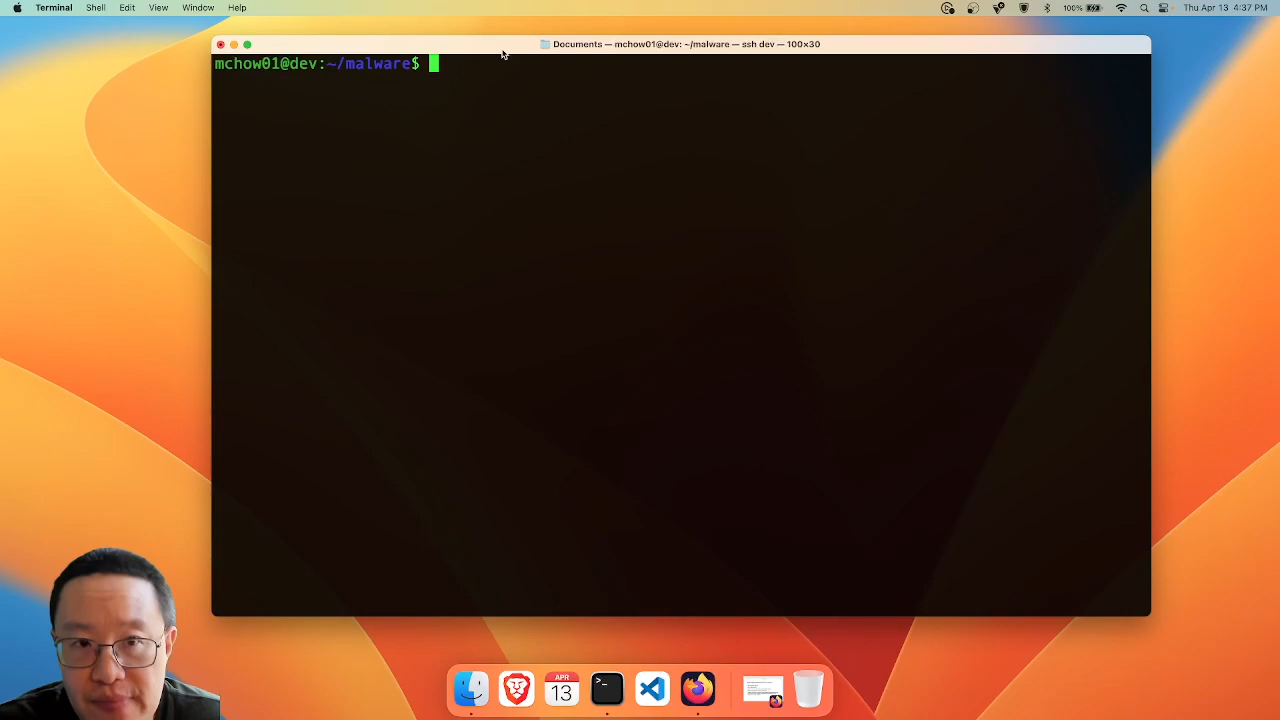 Terminal Shell Edit View Window Help 100% Thu Apr 13 4:37 PM
Documents — mchow01@dev: ~/malware — ssh dev — 100×30
mchow01@dev:~/malware$
APR
13
>_